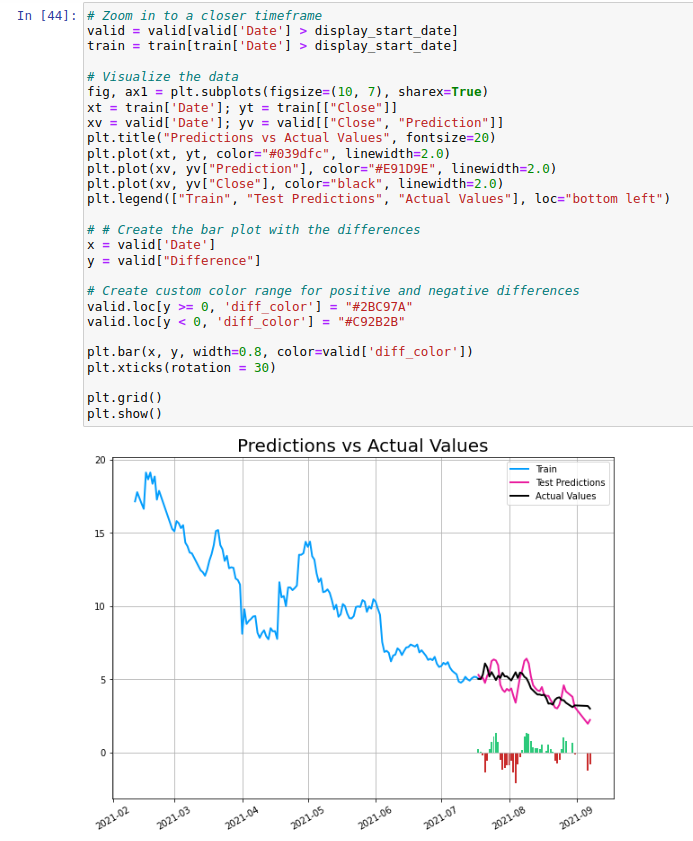 In [44]: # Zoom in to a closer timeframe
valid = valid[valid['Date'] > display_start_date]
train = train[train['Date'] > display_start_date]
# Visualize the data
fig, ax1 = plt.subplots(figsize=(10, 7), sharex=True)
xt = train['Date']; yt = train[["Close"]]
xv = valid['Date']; yv = valid[["Close", "Prediction"]]
plt.title("Predictions vs Actual Values", fontsize=20)
plt.plot(xt, yt, color="#039dfc", linewidth=2.0)
plt.plot(xv, yv["Prediction"], color="#E91D9E", linewidth=2.0)
plt.plot(xv, yv["Close"], color="black", linewidth=2.0)
plt.legend(["Train", "Test Predictions", "Actual Values"], loc="bottom left")
# # Create the bar plot with the differences
x = valid['Date']
y = valid["Difference"]
# Create custom color range for positive and negative differences
valid.loc[y >= 0, 'diff_color'] = "#2BC97A"
valid.loc[y < 0, 'diff_color'] = "#C92B2B"
plt.bar(x, y, width=0.8, color=valid['diff_color'])
plt.xticks(rotation = 30)
plt.grid()
plt.show()
Predictions vs Actual Values
20
15
10
5
0
Train
Test Predictions
Actual Values
2021-02
2021-03
2021-04
2021-05
2021-06
2021-07
2021-08
2021-09